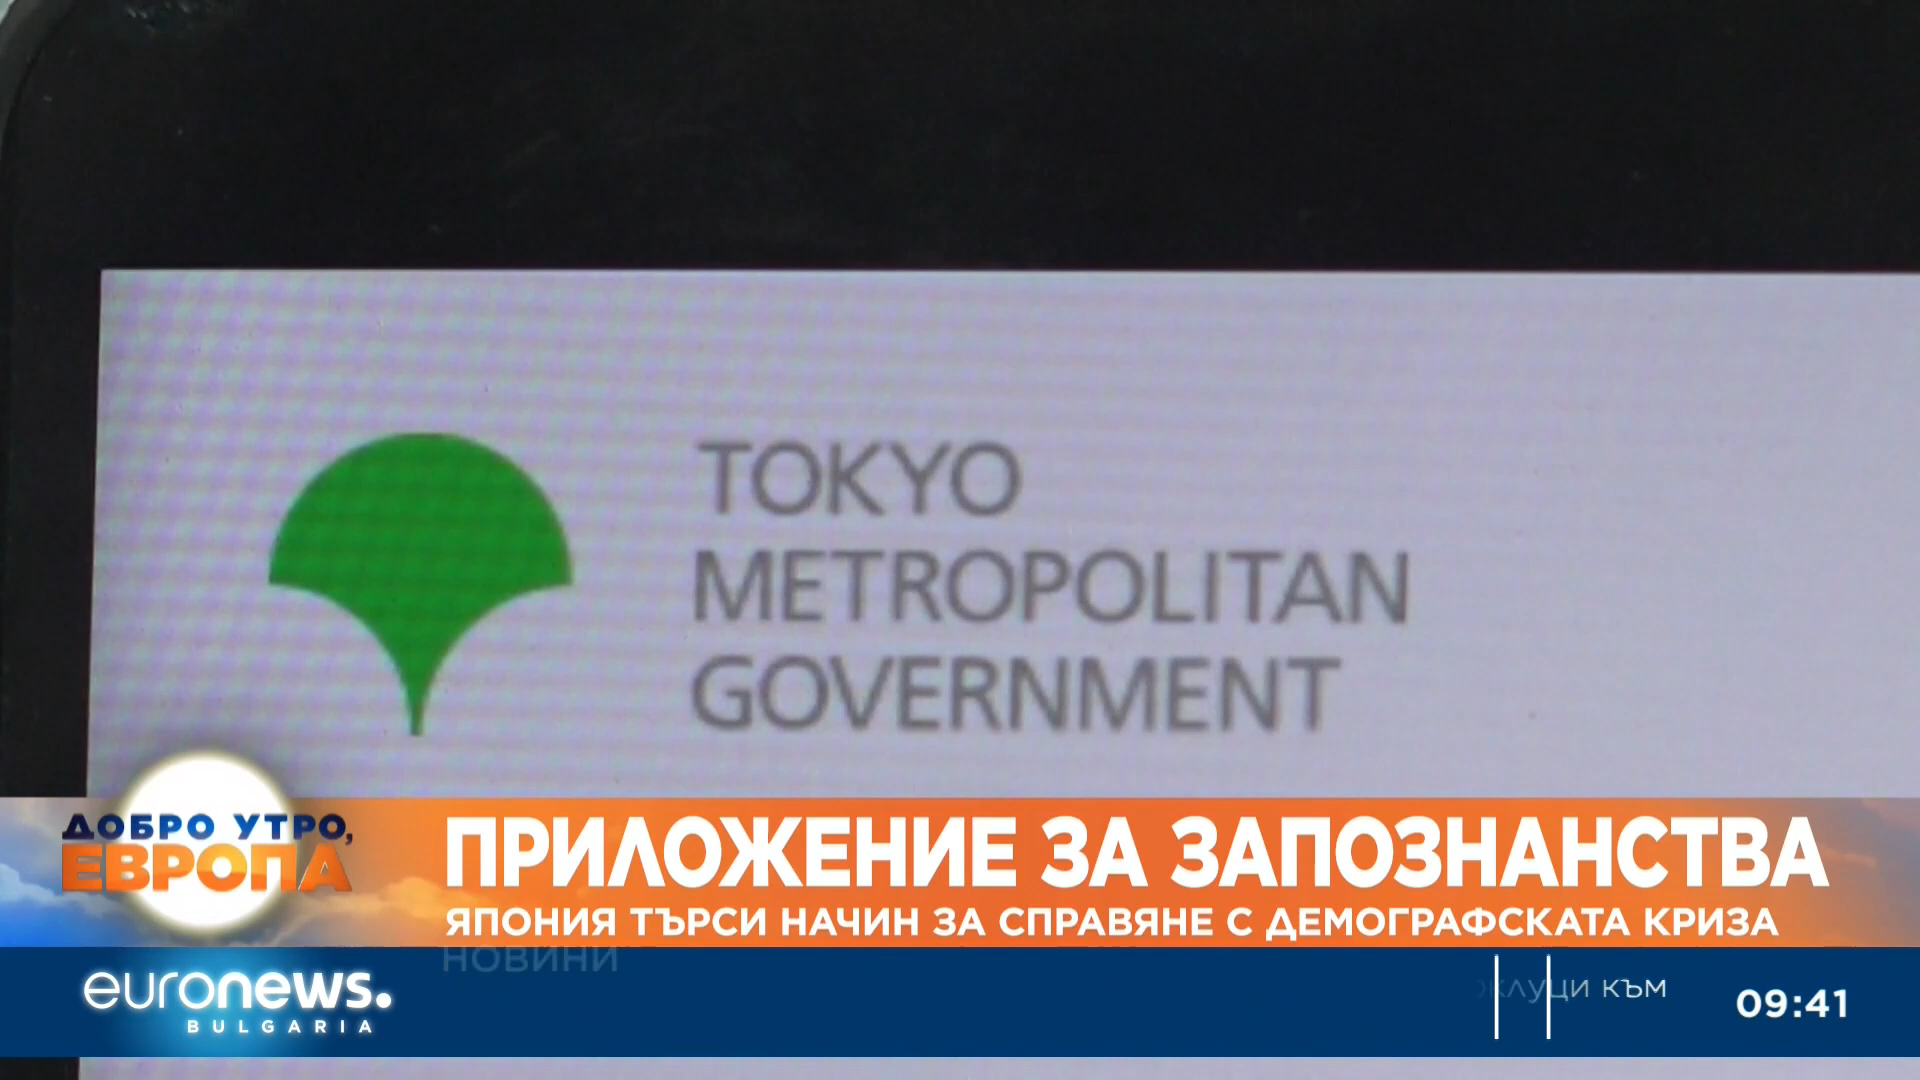 TOKYO
METROPOLITAN
GOVERNMENT
ДОБРО УТРО,
ЕВРОПА
ПРИЛОЖЕНИЕ ЗА ЗАПОЗНАНСТВА
ЯПОНИЯ ТЪРСИ НАЧИН ЗА СПРАВЯНЕ С ДЕМОГРАФСКАТА КРИЗА
НОВИНИ
euronews.
BULGARIA
към
09:41